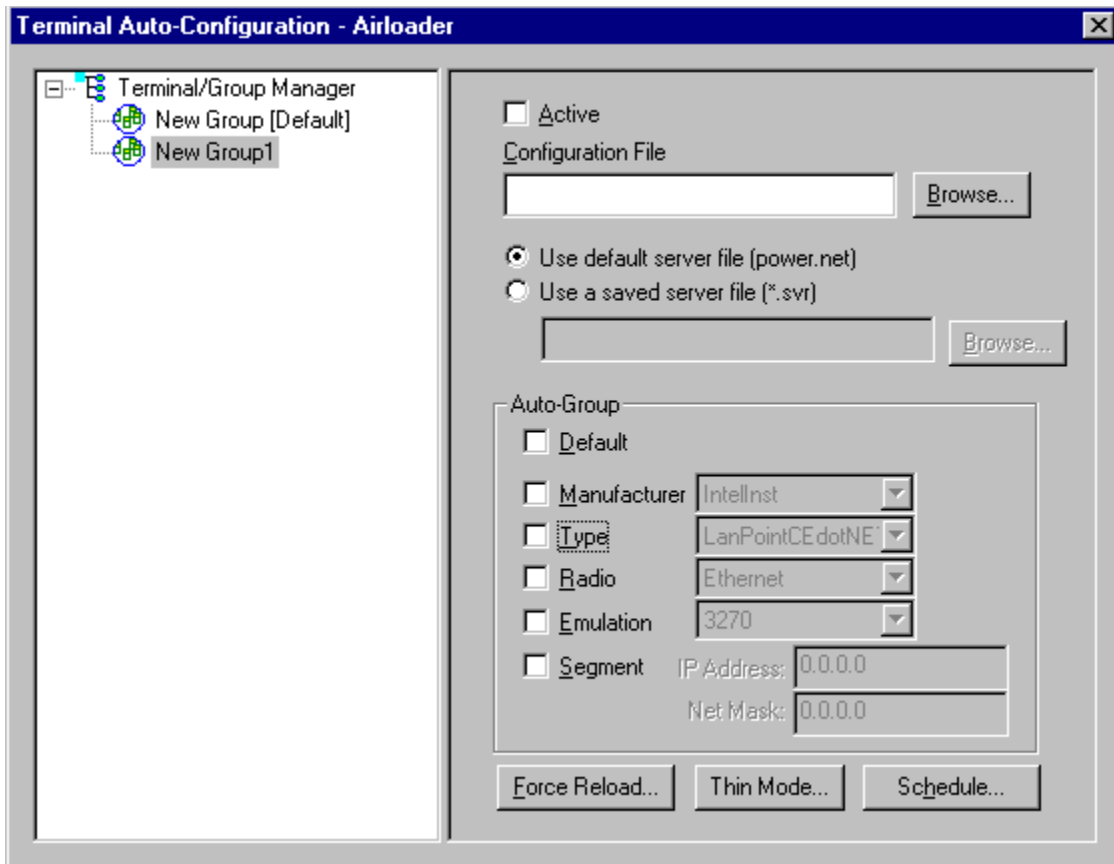 Terminal Auto-Configuration - Airloader
Terminal/Group Manager
New Group [Default]
New Group1
Active
Configuration File
Browse...
Use default server file (power.net)
Use a saved server file (*.svr)
Browse...
Auto-Group
Default
Manufacturer IntelInst
Type LanPointCEdotNE
Radio Ethernet
Emulation 3270
Segment IP Address: 0.0.0.0
Net Mask: 0.0.0.0
Force Reload... Thin Mode... Schedule...